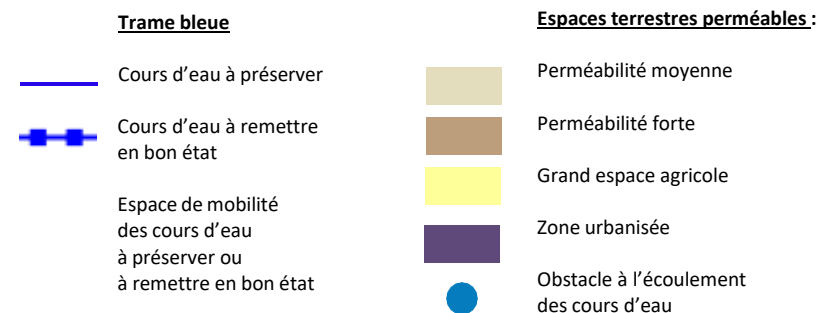 Trame bleue
Cours d’eau à préserver
Cours d’eau à remettre
en bon état
Espace de mobilité
des cours d’eau
à préserver ou
à remettre en bon état
Espaces terrestres perméables :
Perméabilité moyenne
Perméabilité forte
Grand espace agricole
Zone urbanisée
Obstacle à l’écoulement
des cours d’eau